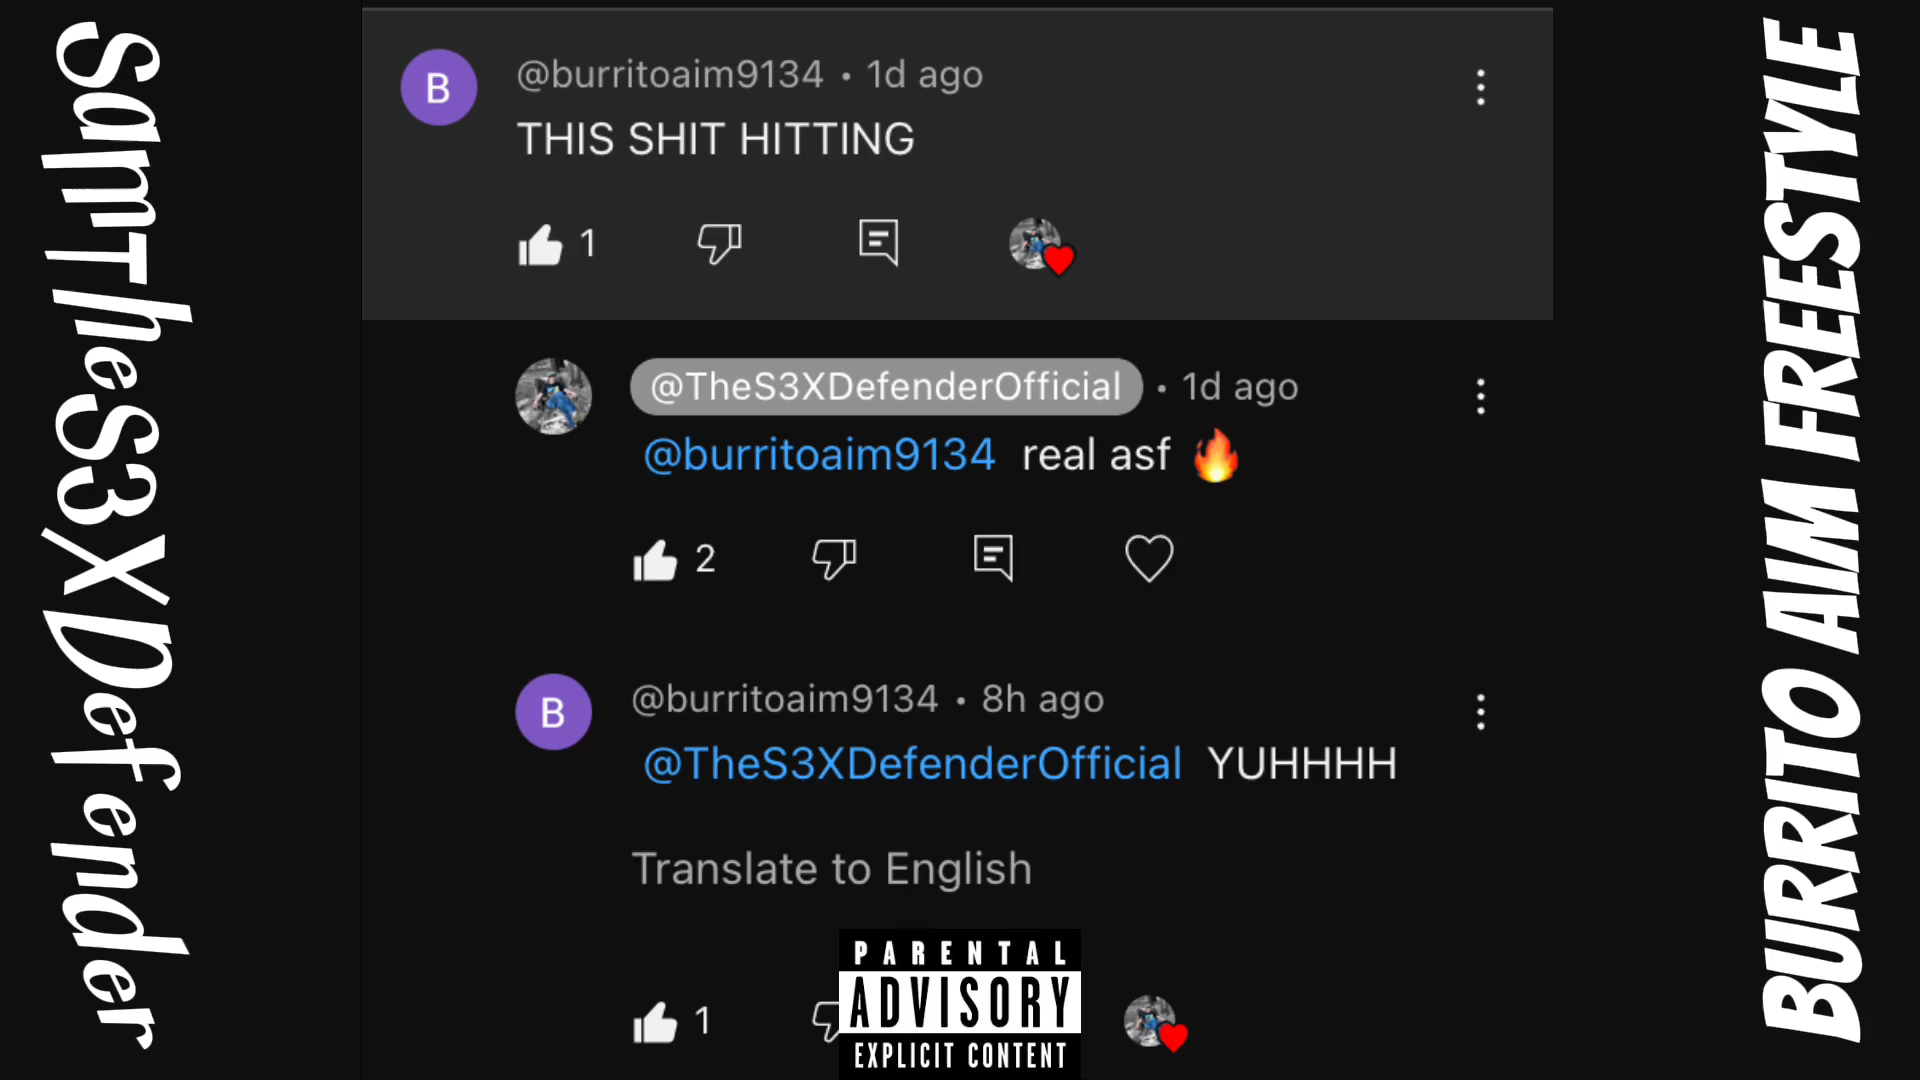 SamTheS3XDefender
B
@burritoaim9134 • 1d ago
THIS SHIT HITTING
1
@TheS3XDefenderOfficial • 1d ago
@burritoaim9134 real asf 🔥
2
B
@burritoaim9134 • 8h ago
@TheS3XDefenderOfficial YUHHHH
Translate to English
1
PARENTAL
ADVISORY
EXPLICIT CONTENT
BURRITO AIM FREESTYLE